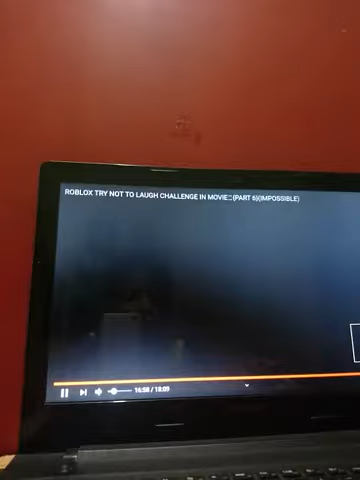 ROBLOX TRY NOT TO LAUGH CHALLENGE IN MOVIE::(PART 6)(IMPOSSIBLE)
16:58 / 18:09